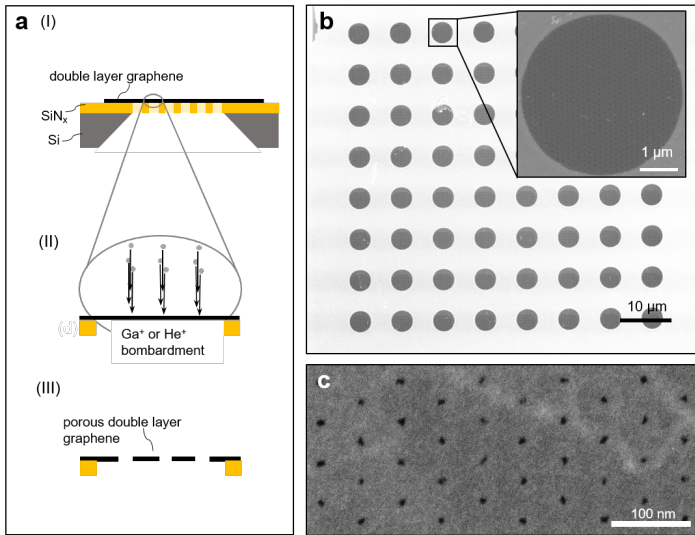 a
(I)
double layer graphene
SiNx
Si
(II)
(d)
Ga⁺ or He⁺
bombardment
(III)
porous double layer
graphene
b
1 µm
10 µm
c
100 nm